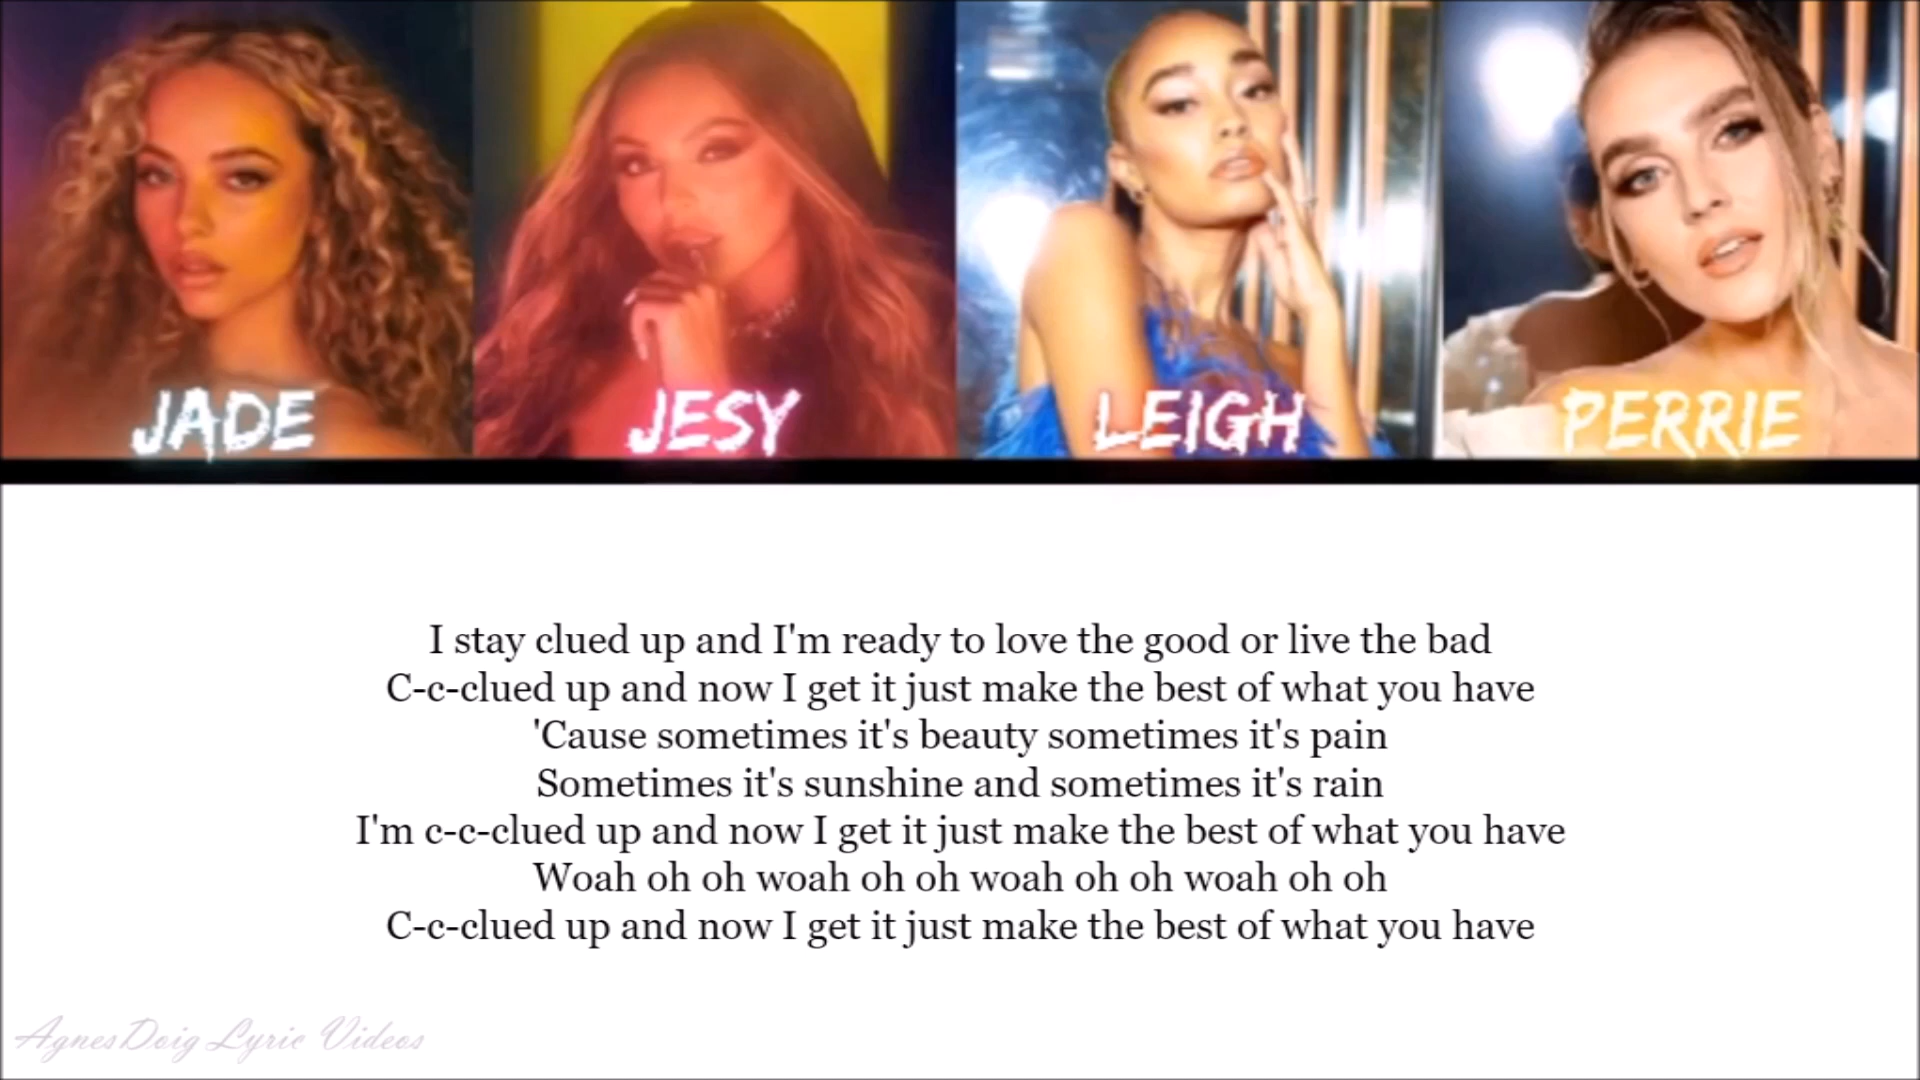 JADE
JESY
LEIGH
PERRIE
I stay clued up and I'm ready to love the good or live the bad
C-c-clued up and now I get it just make the best of what you have
'Cause sometimes it's beauty sometimes it's pain
Sometimes it's sunshine and sometimes it's rain
I'm c-c-clued up and now I get it just make the best of what you have
Woah oh oh woah oh oh woah oh oh woah oh oh
C-c-clued up and now I get it just make the best of what you have
AgnesDoig Lyric Videos